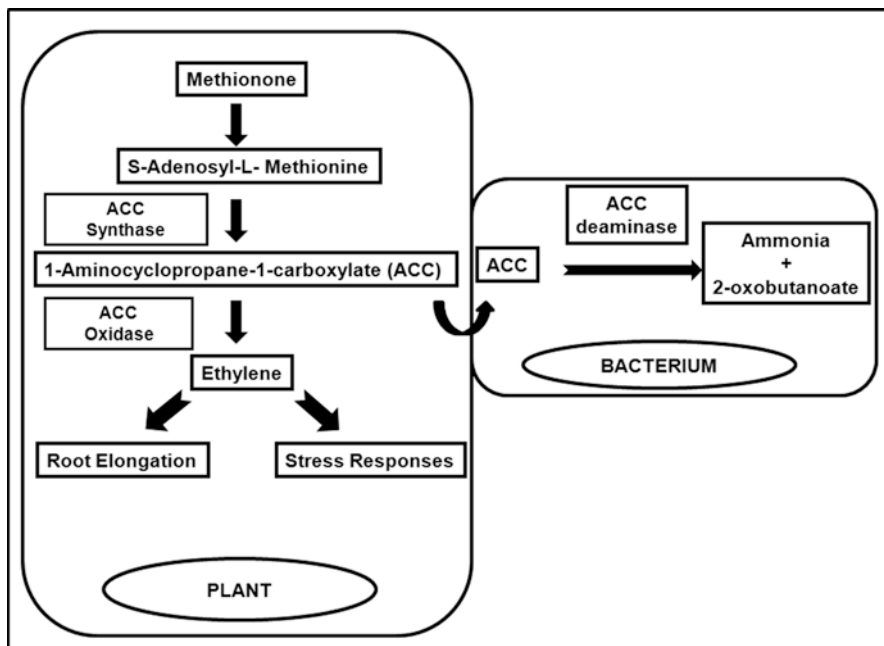 Methionone
S-Adenosyl-L- Methionine
ACC
Synthase
1-Aminocyclopropane-1-carboxylate (ACC)
ACC
Oxidase
Ethylene
Root Elongation
Stress Responses
PLANT
ACC
ACC
deaminase
Ammonia
+
2-oxobutanoate
BACTERIUM